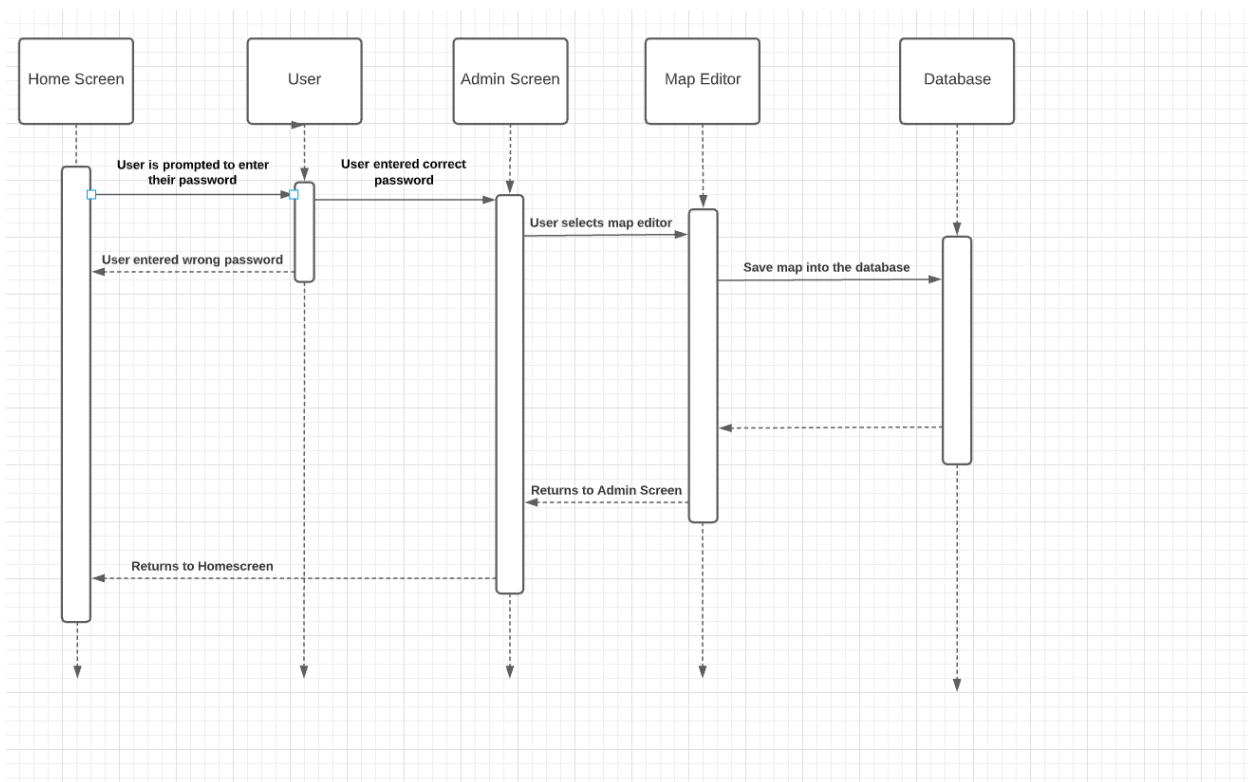 Home Screen
User
Admin Screen
Map Editor
Database
User is prompted to enter
their password
User entered correct
password
User selects map editor
User entered wrong password
Save map into the database
Returns to Admin Screen
Returns to Homescreen